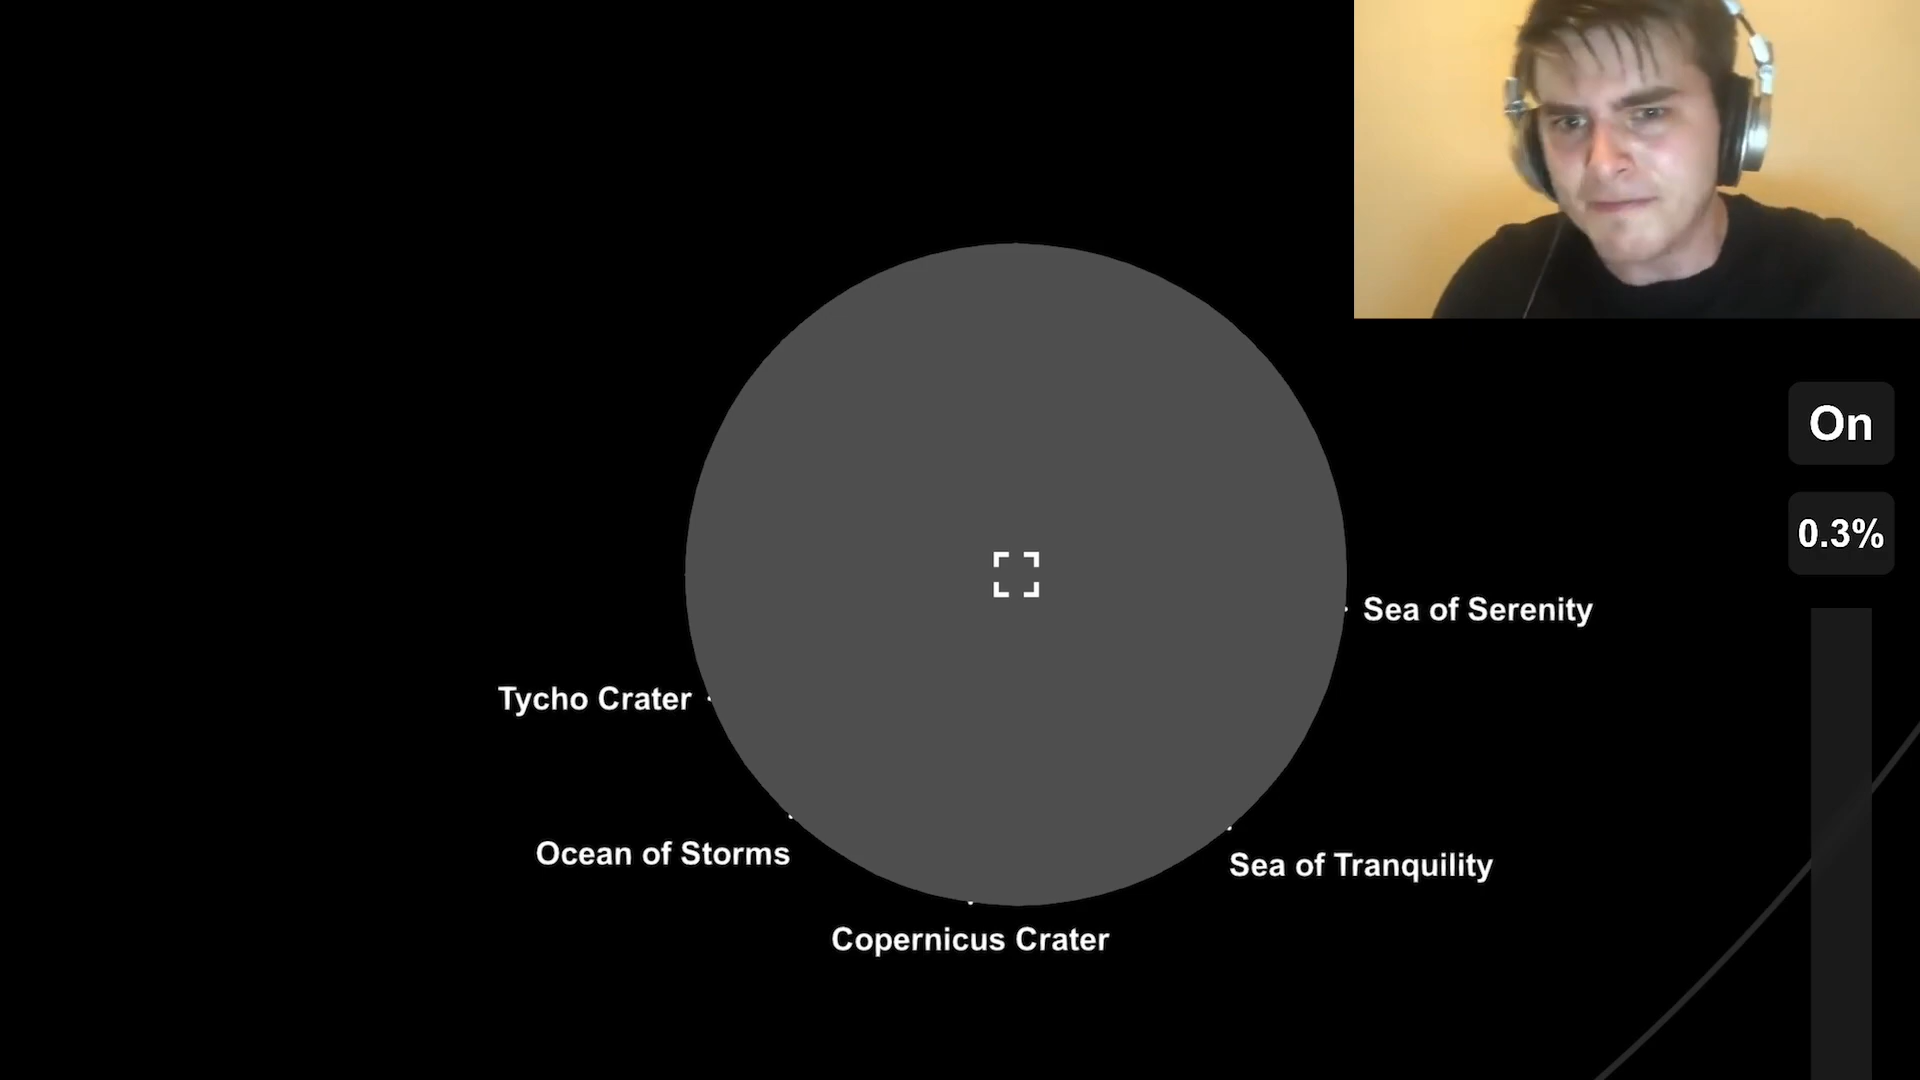 On
0.3%
Sea of Serenity
Tycho Crater
Ocean of Storms
Sea of Tranquility
Copernicus Crater